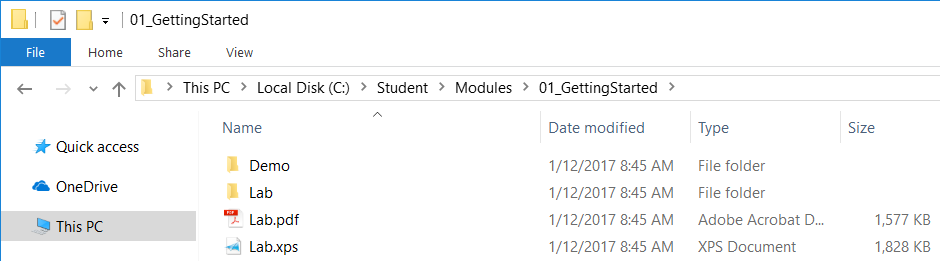 01_GettingStarted
File Home Share View
This PC Local Disk (C:) Student Modules 01_GettingStarted
Name Date modified Type Size
Quick access
OneDrive
This PC
Demo 1/12/2017 8:45 AM File folder
Lab 1/12/2017 8:45 AM File folder
Lab.pdf 1/12/2017 8:45 AM Adobe Acrobat D... 1,577 KB
Lab.xps 1/12/2017 8:45 AM XPS Document 1,828 KB